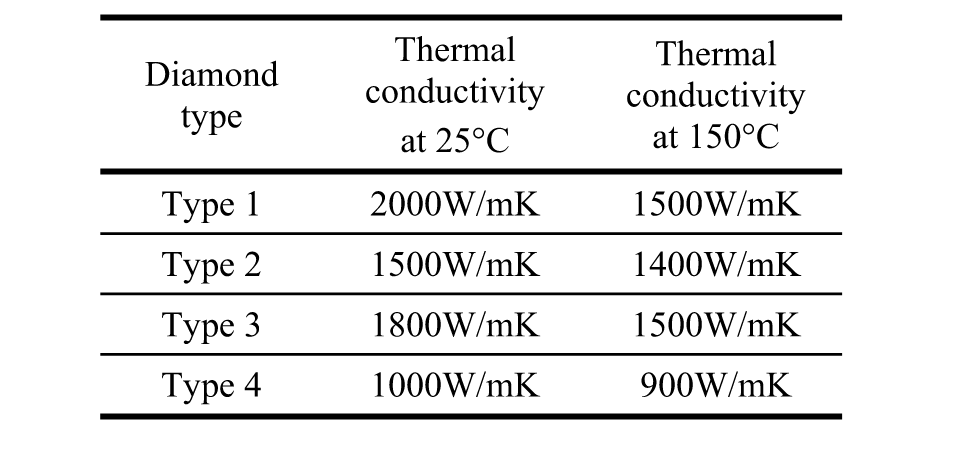 Diamond type
Thermal conductivity at 25°C
Thermal conductivity at 150°C
Type 1 2000W/mK 1500W/mK
Type 2 1500W/mK 1400W/mK
Type 3 1800W/mK 1500W/mK
Type 4 1000W/mK 900W/mK